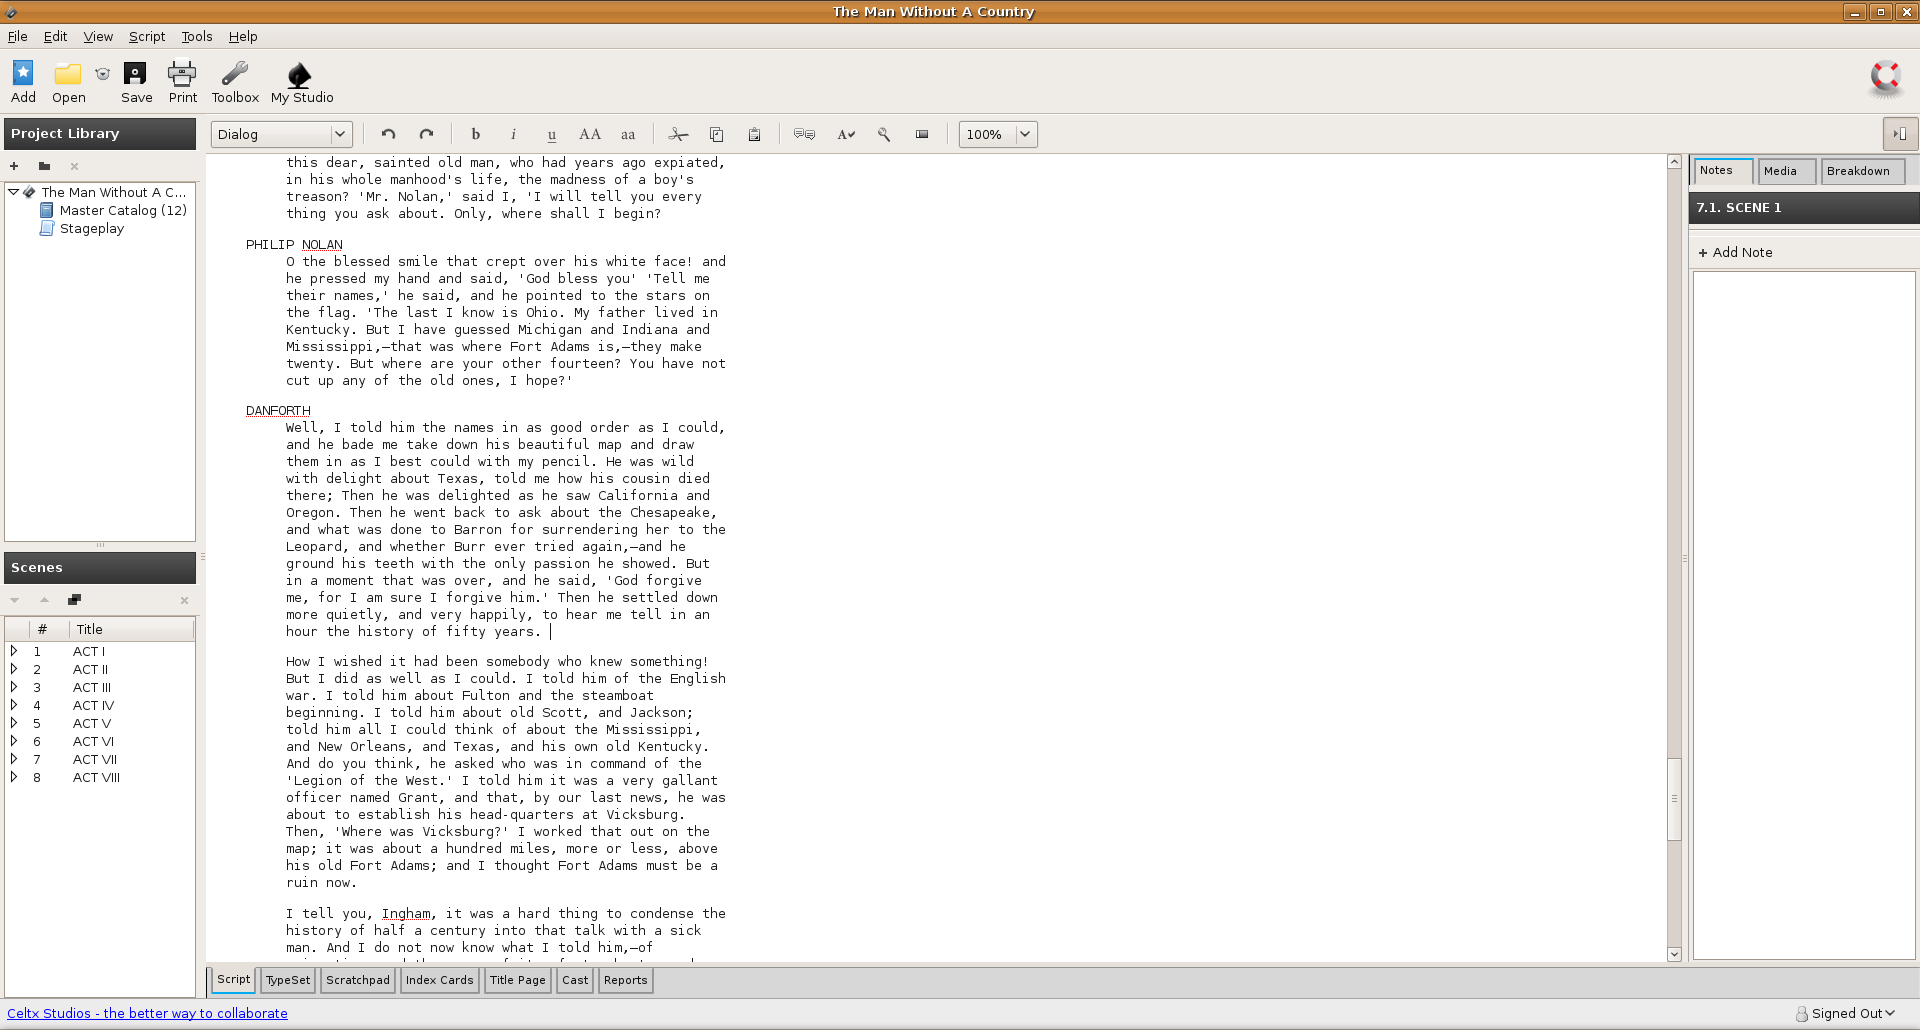 The Man Without A Country
File Edit View Script Tools Help
Add Open Save Print Toolbox My Studio
Project Library
Dialog b i u AA aa 100%
The Man Without A C...
Master Catalog (12)
Stageplay
Scenes
# Title
1 ACT I
2 ACT II
3 ACT III
4 ACT IV
5 ACT V
6 ACT VI
7 ACT VII
8 ACT VIII
this dear, sainted old man, who had years ago expiated,
in his whole manhood's life, the madness of a boy's
treason? 'Mr. Nolan,' said I, 'I will tell you every
thing you ask about. Only, where shall I begin?
PHILIP NOLAN
O the blessed smile that crept over his white face! and
he pressed my hand and said, 'God bless you' 'Tell me
their names,' he said, and he pointed to the stars on
the flag. 'The last I know is Ohio. My father lived in
Kentucky. But I have guessed Michigan and Indiana and
Mississippi,—that was where Fort Adams is,—they make
twenty. But where are your other fourteen? You have not
cut up any of the old ones, I hope?'
DANFORTH
Well, I told him the names in as good order as I could,
and he bade me take down his beautiful map and draw
them in as I best could with my pencil. He was wild
with delight about Texas, told me how his cousin died
there; Then he was delighted as he saw California and
Oregon. Then he went back to ask about the Chesapeake,
and what was done to Barron for surrendering her to the
Leopard, and whether Burr ever tried again,—and he
ground his teeth with the only passion he showed. But
in a moment that was over, and he said, 'God forgive
me, for I am sure I forgive him.' Then he settled down
more quietly, and very happily, to hear me tell in an
hour the history of fifty years.
How I wished it had been somebody who knew something!
But I did as well as I could. I told him of the English
war. I told him about Fulton and the steamboat
beginning. I told him about old Scott, and Jackson;
told him all I could think of about the Mississippi,
and New Orleans, and Texas, and his own old Kentucky.
And do you think, he asked who was in command of the
'Legion of the West.' I told him it was a very gallant
officer named Grant, and that, by our last news, he was
about to establish his head-quarters at Vicksburg.
Then, 'Where was Vicksburg?' I worked that out on the
map; it was about a hundred miles, more or less, above
his old Fort Adams; and I thought Fort Adams must be a
ruin now.
I tell you, Ingham, it was a hard thing to condense the
history of half a century into that talk with a sick
man. And I do not now know what I told him,—of
Notes Media Breakdown
7.1. SCENE 1
+ Add Note
Script TypeSet Scratchpad Index Cards Title Page Cast Reports
Celtx Studios - the better way to collaborate
Signed Out